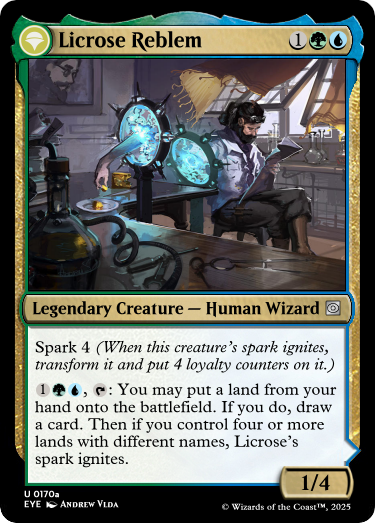 Licrose Reblem 1
Legendary Creature — Human Wizard
Spark 4 (When this creature's spark ignites,
transform it and put 4 loyalty counters on it.)
1, : You may put a land from your
hand onto the battlefield. If you do, draw
a card. Then if you control four or more
lands with different names, Licrose's
spark ignites.
1/4
U 0170a
EYE Andrew Vlda © Wizards of the Coast™, 2025